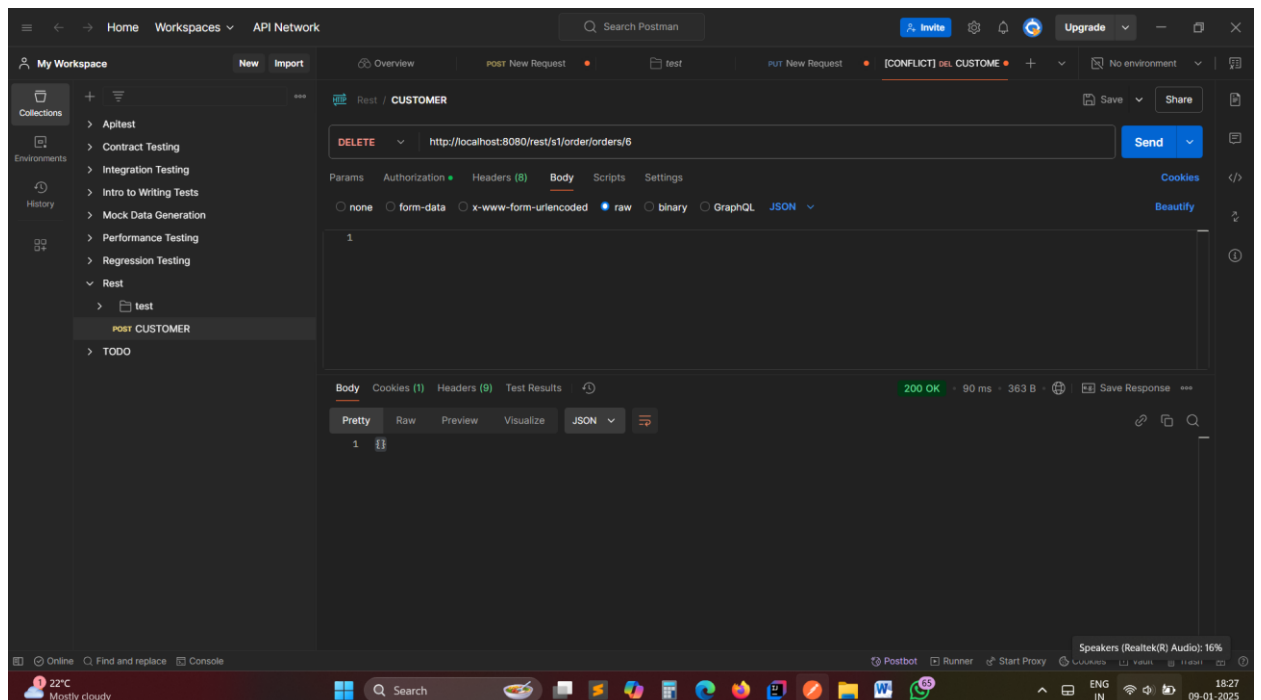 Home Workspaces API Network Search Postman Invite Upgrade
My Workspace New Import Overview POST New Request test PUT New Request [CONFLICT] DEL CUSTOME No environment
Collections
Environments
History
Apitest
Contract Testing
Integration Testing
Intro to Writing Tests
Mock Data Generation
Performance Testing
Regression Testing
Rest
test
POST CUSTOMER
TODO
HTTP Rest / CUSTOMER Save Share
DELETE http://localhost:8080/rest/s1/order/orders/6 Send
Params Authorization Headers (8) Body Scripts Settings Cookies
none form-data x-www-form-urlencoded raw binary GraphQL JSON Beautify
1
Body Cookies (1) Headers (9) Test Results 200 OK 90 ms 363 B Save Response
Pretty Raw Preview Visualize JSON
1 {}
Speakers (Realtek(R) Audio): 16%
Online Find and replace Console Postbot Runner Start Proxy Cookies Vault Trash
1 22°C
Mostly cloudy
Search
65
ENG
IN
18:27
09-01-2025